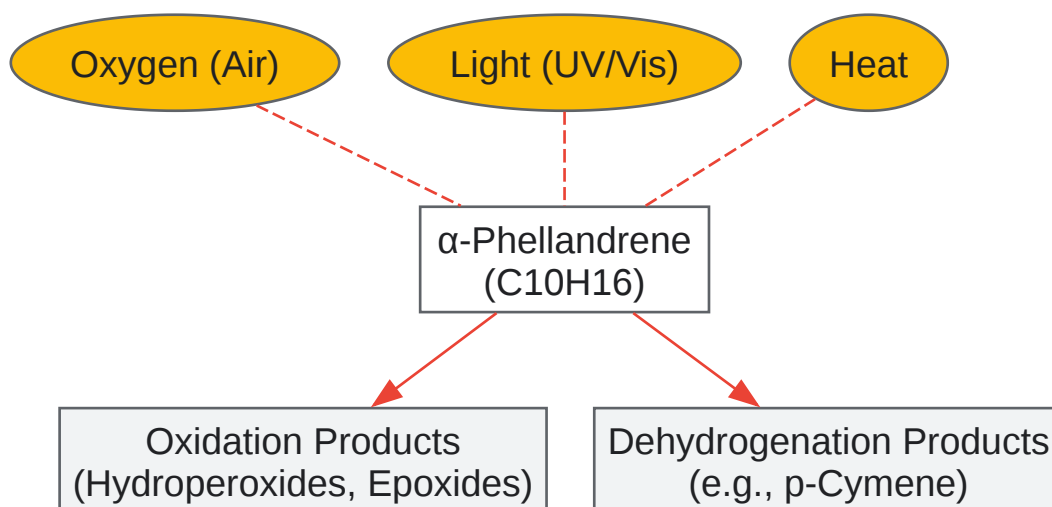 Oxygen (Air)
Light (UV/Vis)
Heat
α-Phellandrene
(C10H16)
Oxidation Products
(Hydroperoxides, Epoxides)
Dehydrogenation Products
(e.g., p-Cymene)